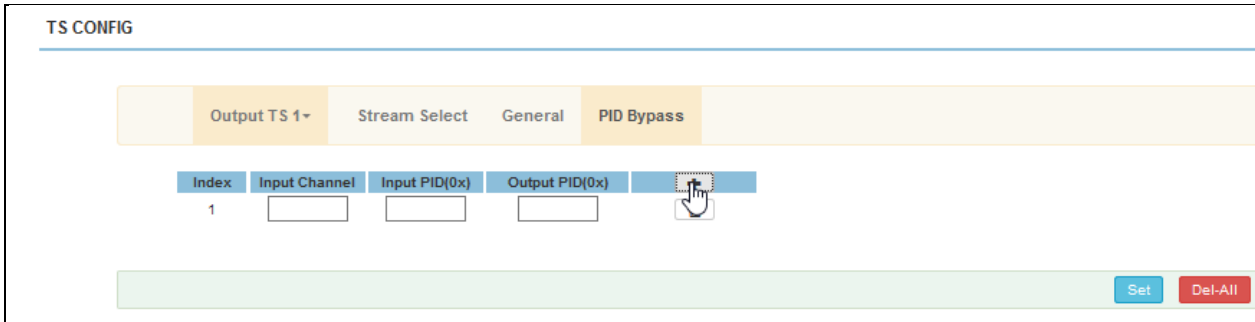 TS CONFIG
Output TS 1 Stream Select General PID Bypass
Index Input Channel Input PID(0x) Output PID(0x)
1
Set Del-All